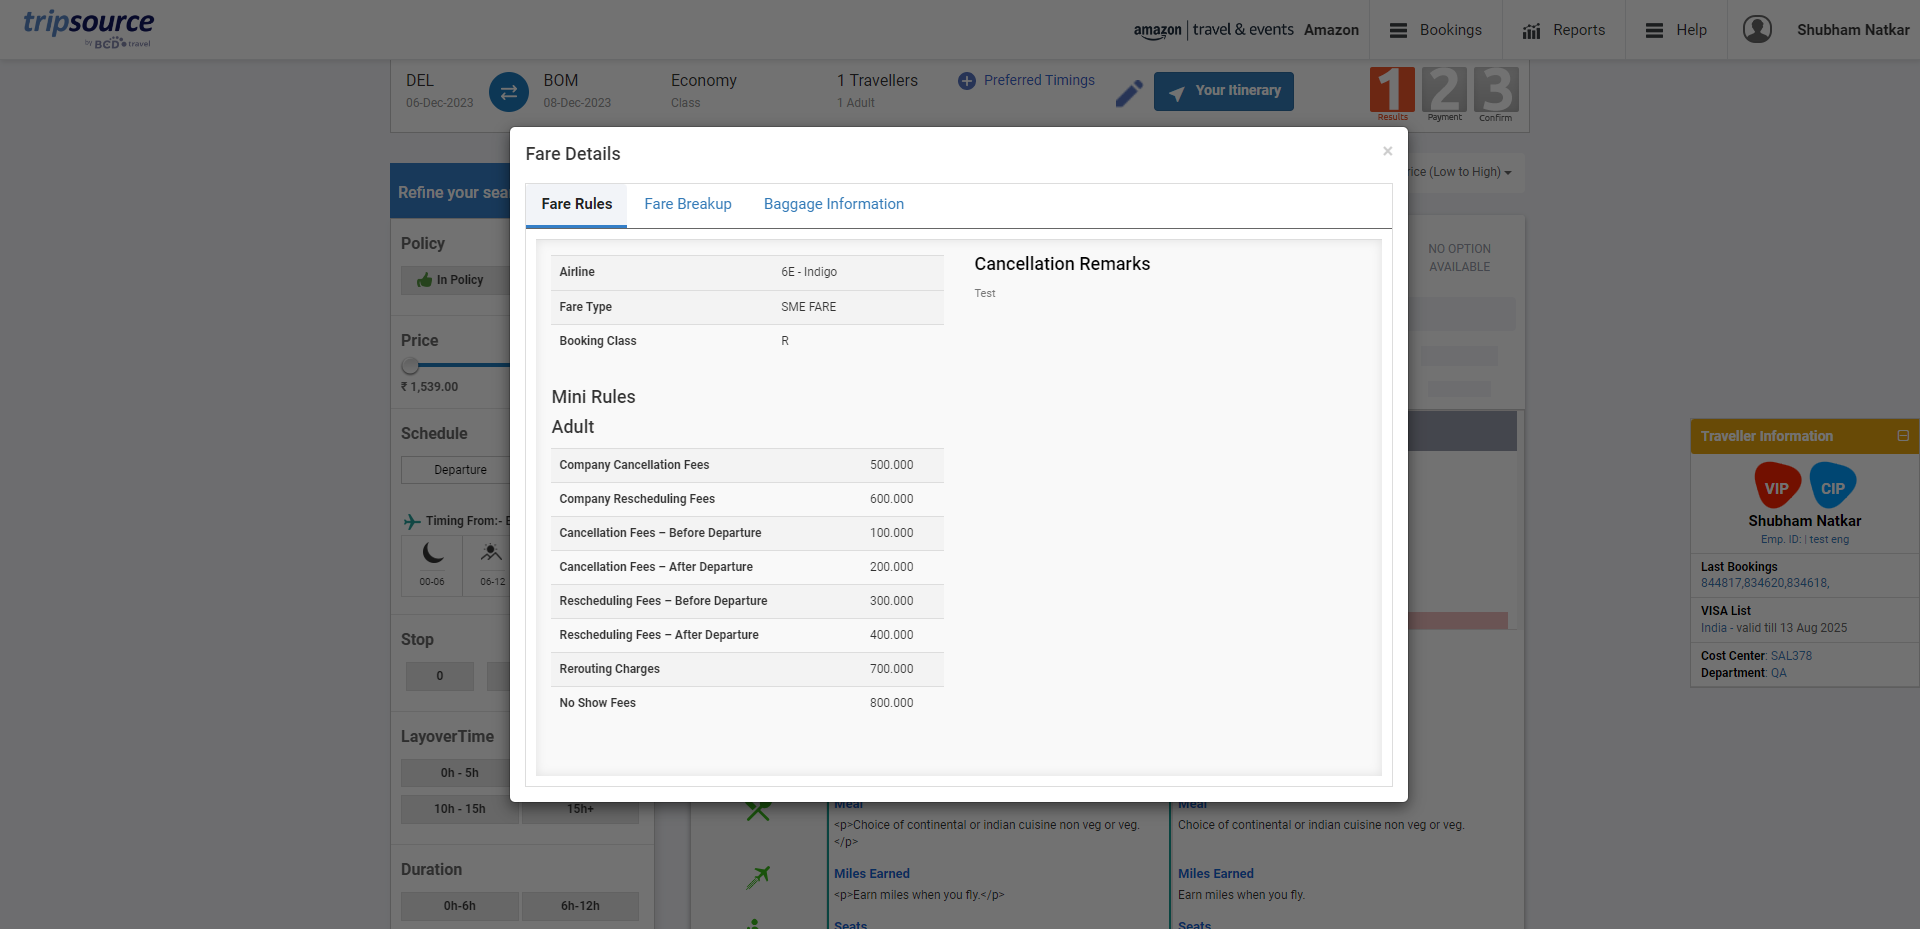 tripsource
by BCD travel
amazon | travel & events Amazon
Bookings
Reports
Help
Shubham Natkar
DEL
06-Dec-2023
BOM
08-Dec-2023
Economy
Class
1 Travellers
1 Adult
Preferred Timings
Your Itinerary
1 2 3
Results Payment Confirm
Fare Details
×
Fare Rules
Fare Breakup
Baggage Information
Airline 6E - Indigo
Fare Type SME FARE
Booking Class R
Mini Rules
Adult
Company Cancellation Fees 500.000
Company Rescheduling Fees 600.000
Cancellation Fees – Before Departure 100.000
Cancellation Fees – After Departure 200.000
Rescheduling Fees – Before Departure 300.000
Rescheduling Fees – After Departure 400.000
Rerouting Charges 700.000
No Show Fees 800.000
Cancellation Remarks
Test
Refine your sea
Policy
In Policy
Price
₹ 1,539.00
Schedule
Departure
Timing From:-
00-06
06-12
Stop
0
LayoverTime
0h - 5h
10h - 15h
15h+
Duration
0h-6h
6h-12h
rice (Low to High)
NO OPTION
AVAILABLE
Meal
<p>Choice of continental or indian cuisine non veg or veg.
</p>
Miles Earned
<p>Earn miles when you fly.</p>
Seats
Meal
Choice of continental or indian cuisine non veg or veg.
Miles Earned
Earn miles when you fly.
Seats
Traveller Information
VIP
CIP
Shubham Natkar
Emp. ID: | test eng
Last Bookings
844817,834620,834618,
VISA List
India - valid till 13 Aug 2025
Cost Center: SAL378
Department: QA